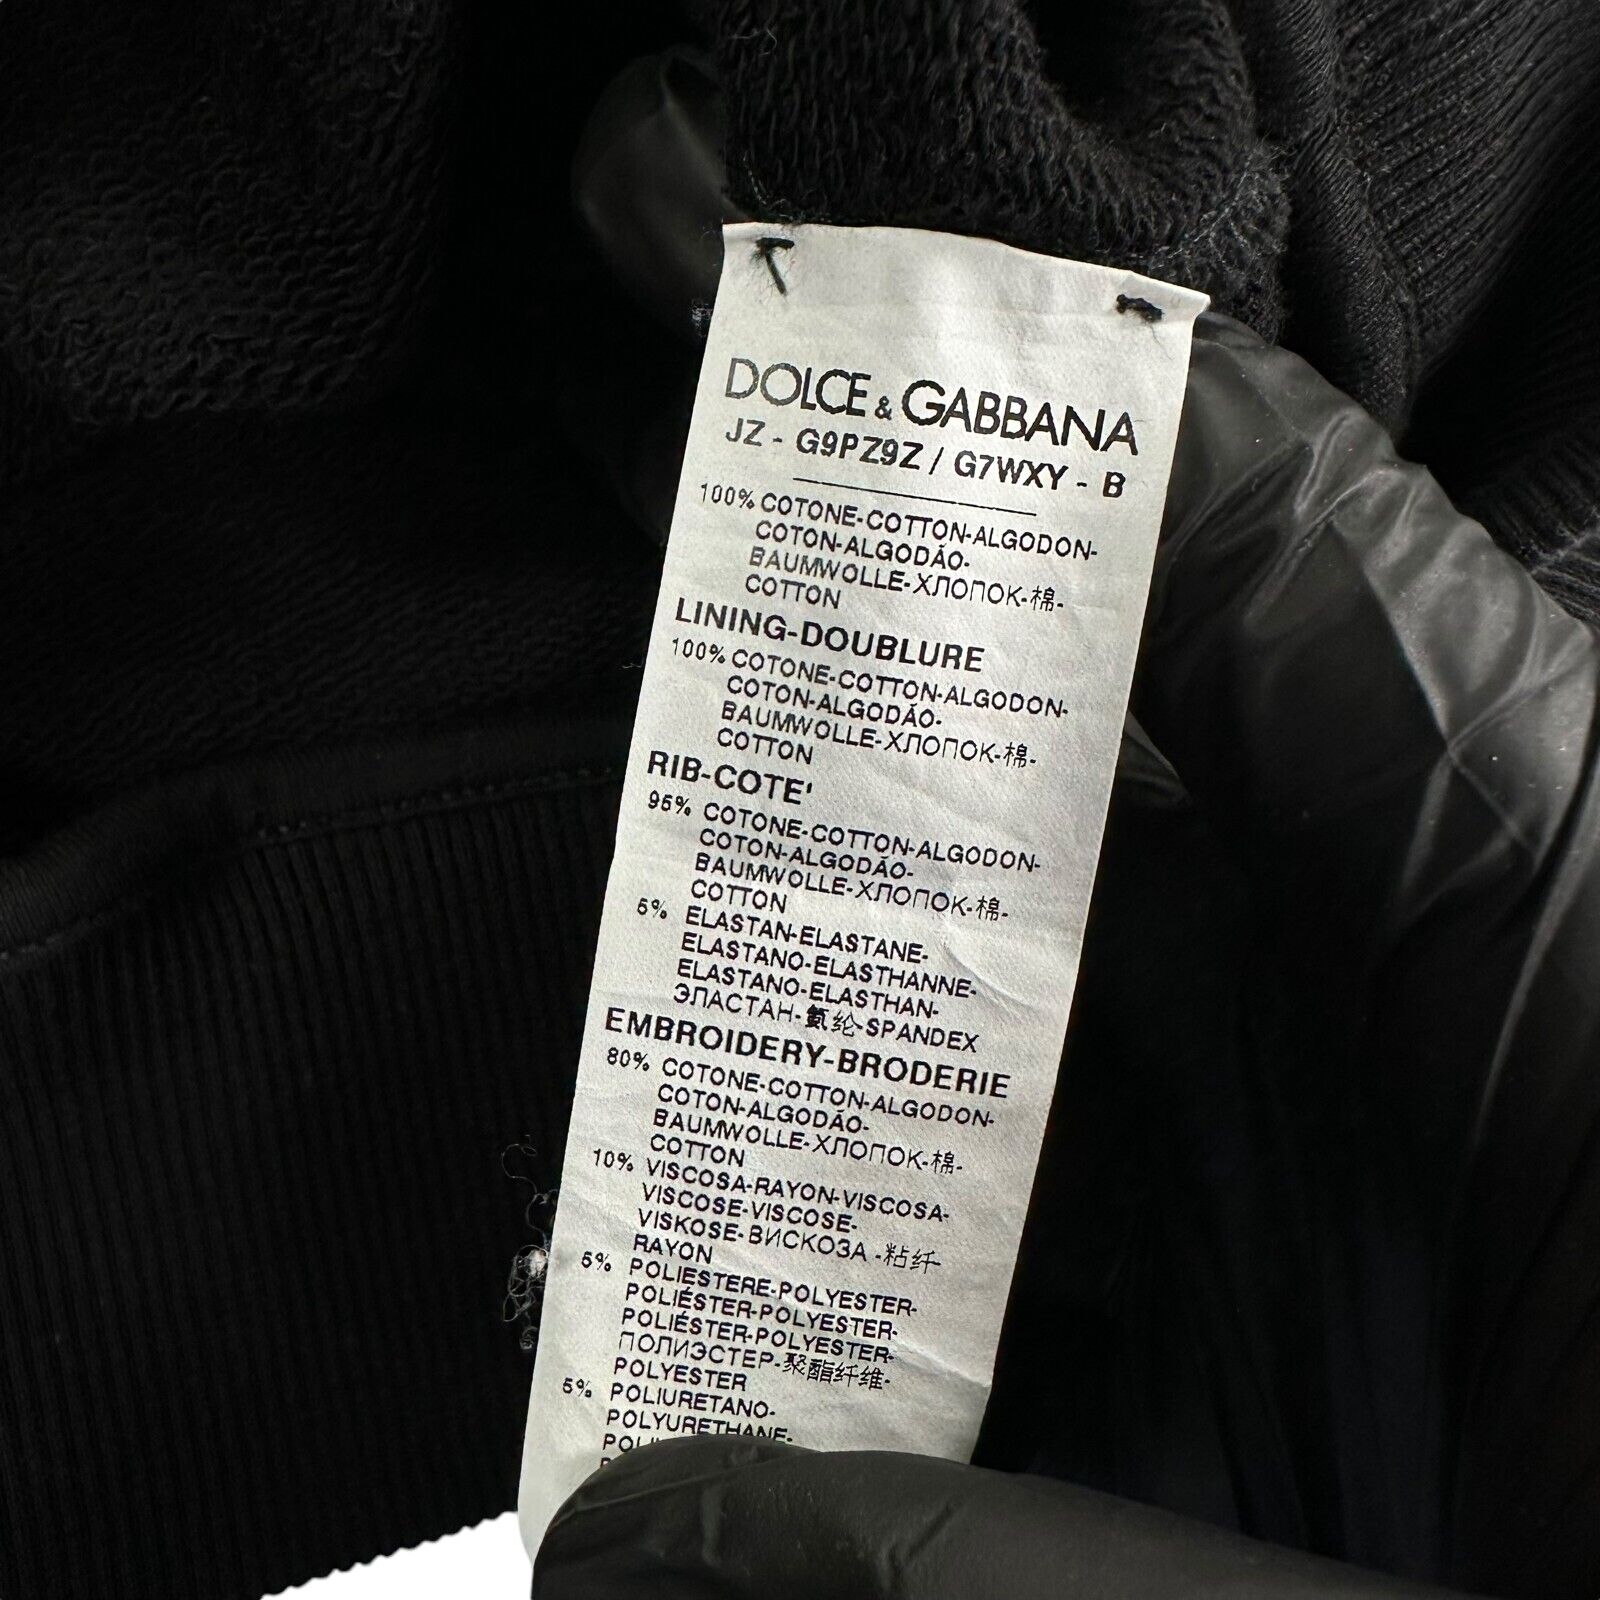 DOLCE & GABBANA
JZ - G9PZ9Z / G7WXY - B
100% COTONE-COTTON-ALGODON-
COTON-ALGODÃO-
BAUMWOLLE-ХЛОПОК-棉-
COTTON
LINING-DOUBLURE
100% COTONE-COTTON-ALGODON-
COTON-ALGODÃO-
BAUMWOLLE-ХЛОПОК-棉-
COTTON
RIB-COTE'
95% COTONE-COTTON-ALGODON-
COTON-ALGODÃO-
BAUMWOLLE-ХЛОПОК-棉-
COTTON
5% ELASTAN-ELASTANE-
ELASTANO-ELASTHANNE-
ELASTANO-ELASTHAN-
ЭЛАСТАН-氨纶-SPANDEX
EMBROIDERY-BRODERIE
80% COTONE-COTTON-ALGODON-
COTON-ALGODÃO-
BAUMWOLLE-ХЛОПОК-棉-
COTTON
10% VISCOSA-RAYON-VISCOSA-
VISCOSE-VISCOSE-
VISKOSE-ВИСКОЗА -粘纤-
RAYON
5% POLIESTERE-POLYESTER-
POLIÉSTER-POLYESTER-
POLIÉSTER-POLYESTER-
ПОЛИЭСТЕР-聚酯纤维-
POLYESTER
5% POLIURETANO-
POLYURETHANE-